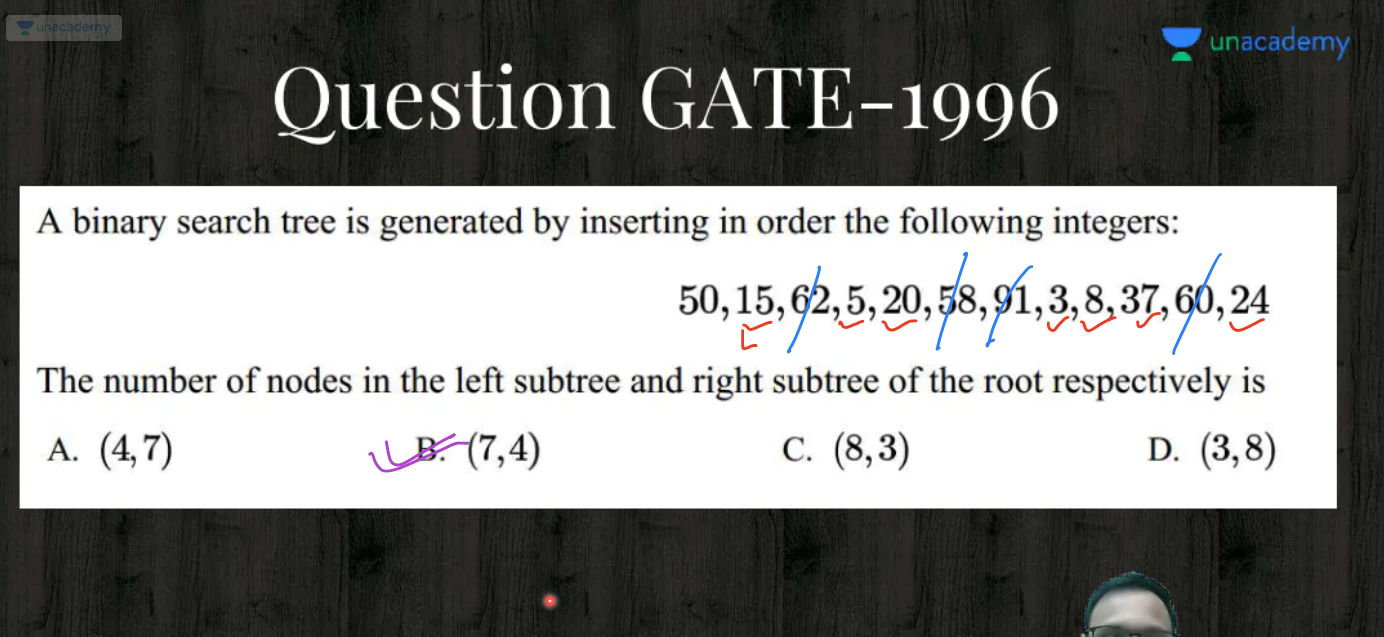 unacademy
unacademy
Question GATE-1996
A binary search tree is generated by inserting in order the following integers:
50, 15, 62, 5, 20, 58, 91, 3, 8, 37, 60, 24
The number of nodes in the left subtree and right subtree of the root respectively is
A. (4, 7) B. (7, 4) C. (8, 3) D. (3, 8)